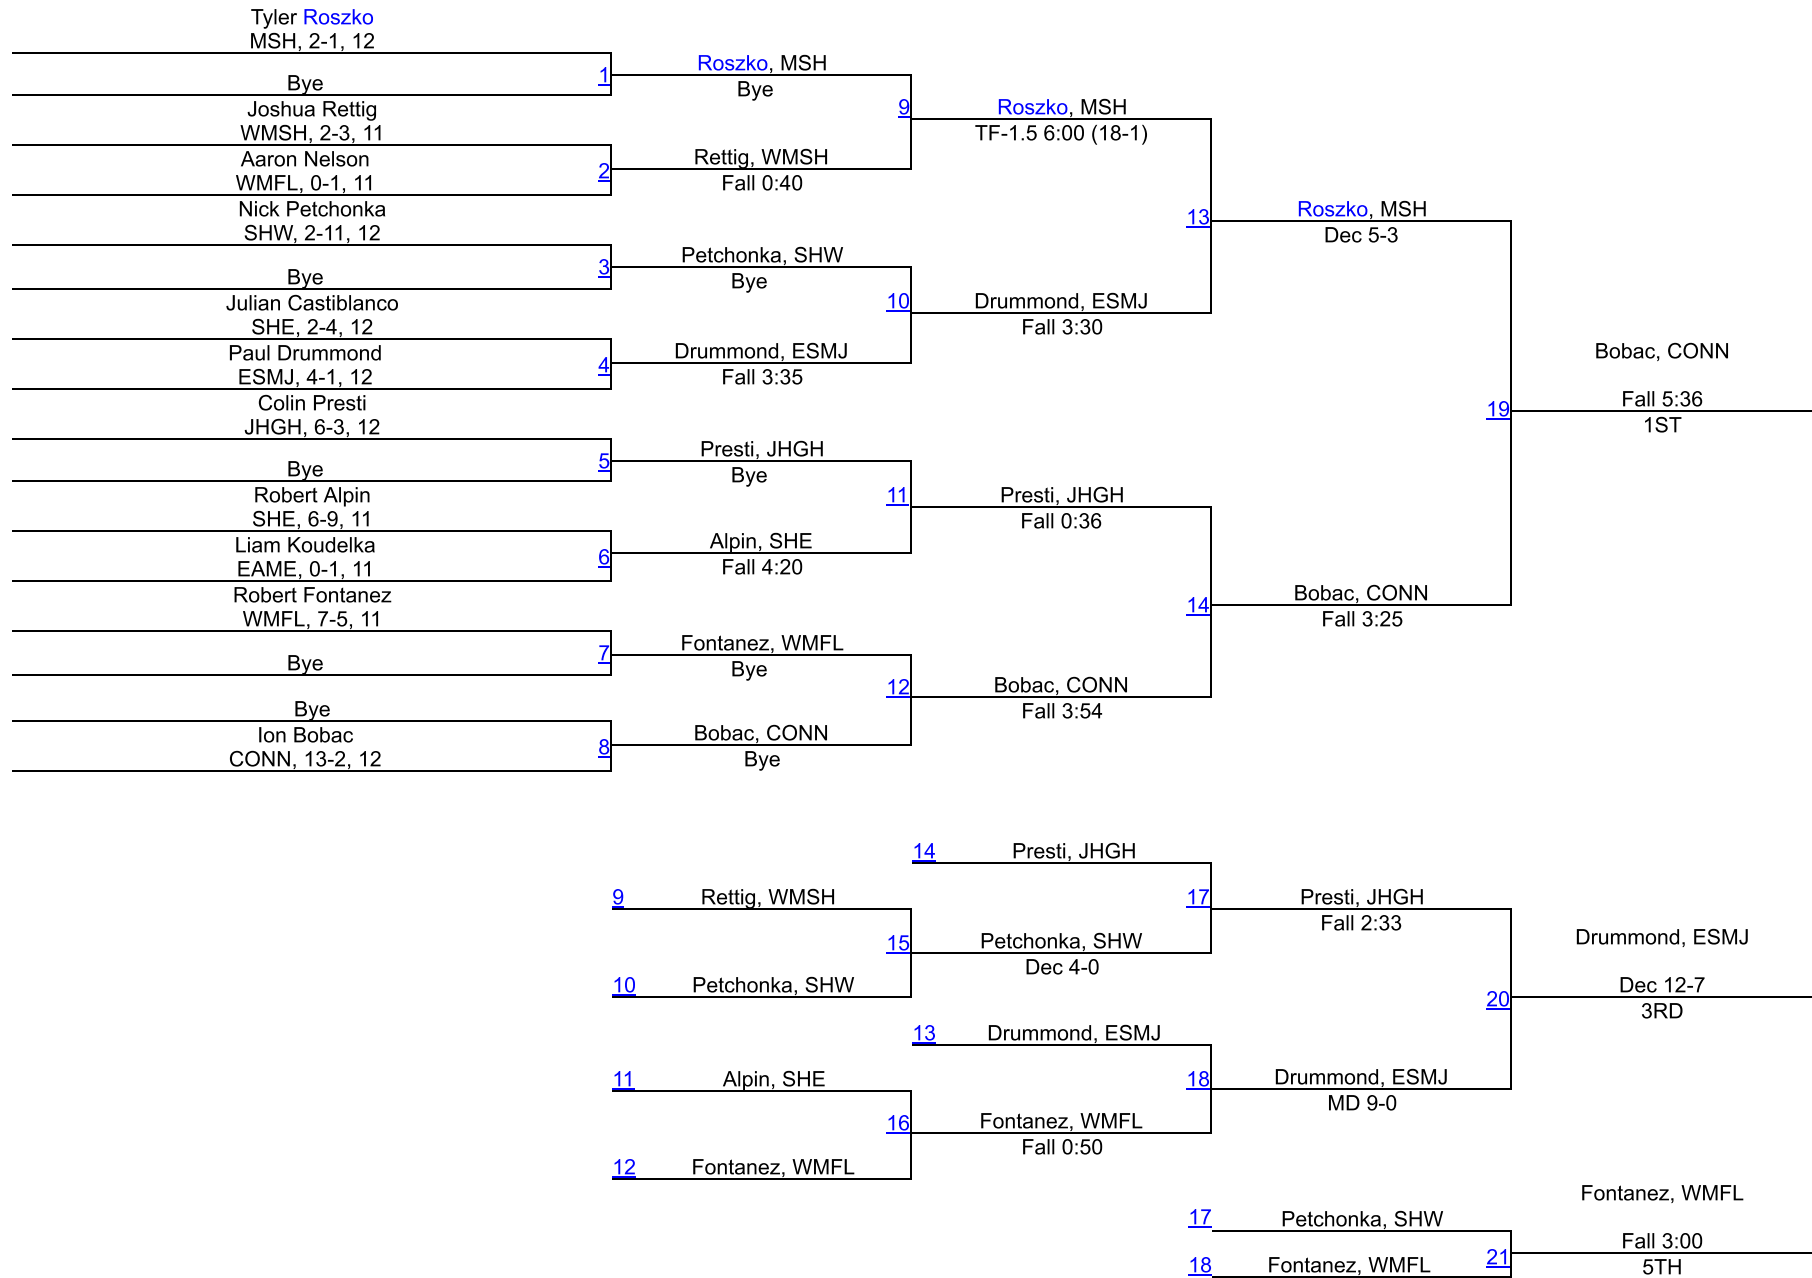 Tyler Roszko
MSH, 2-1, 12
Bye
1
Joshua Rettig
WMSH, 2-3, 11
Aaron Nelson
WMFL, 0-1, 11
2
Nick Petchonka
SHW, 2-11, 12
Bye
3
Julian Castiblanco
SHE, 2-4, 12
Paul Drummond
ESMJ, 4-1, 12
4
Colin Presti
JHGH, 6-3, 12
Bye
5
Robert Alpin
SHE, 6-9, 11
Liam Koudelka
EAME, 0-1, 11
6
Robert Fontanez
WMFL, 7-5, 11
Bye
7
Bye
Ion Bobac
CONN, 13-2, 12
8
Roszko, MSH
Bye
9
Rettig, WMSH
Fall 0:40
Petchonka, SHW
Bye
10
Drummond, ESMJ
Fall 3:35
Presti, JHGH
Bye
11
Alpin, SHE
Fall 4:20
Fontanez, WMFL
Bye
12
Bobac, CONN
Bye
Roszko, MSH
TF-1.5 6:00 (18-1)
13
Drummond, ESMJ
Fall 3:30
Presti, JHGH
Fall 0:36
14
Bobac, CONN
Fall 3:54
Roszko, MSH
Dec 5-3
19
Bobac, CONN
Fall 3:25
Bobac, CONN
Fall 5:36
1ST
14
Presti, JHGH
9
Rettig, WMSH
17
15
Petchonka, SHW
Dec 4-0
10
Petchonka, SHW
Presti, JHGH
Fall 2:33
13
Drummond, ESMJ
11
Alpin, SHE
18
16
Fontanez, WMFL
Fall 0:50
12
Fontanez, WMFL
Drummond, ESMJ
MD 9-0
20
Drummond, ESMJ
Dec 12-7
3RD
17
Petchonka, SHW
18
Fontanez, WMFL
21
Fontanez, WMFL
Fall 3:00
5TH